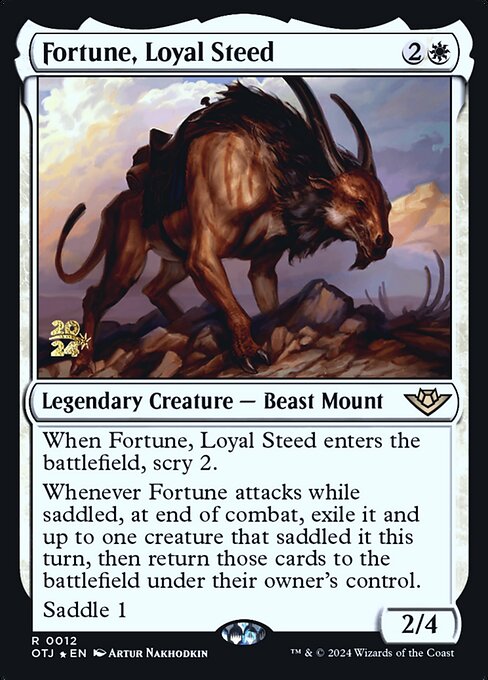 Fortune, Loyal Steed 2
2024
Legendary Creature — Beast Mount
When Fortune, Loyal Steed enters the
battlefield, scry 2.
Whenever Fortune attacks while
saddled, at end of combat, exile it and
up to one creature that saddled it this
turn, then return those cards to the
battlefield under their owner's control.
Saddle 1
2/4
R 0012
OTJ ★ EN Artur Nakhodkin
™ & © 2024 Wizards of the Coast